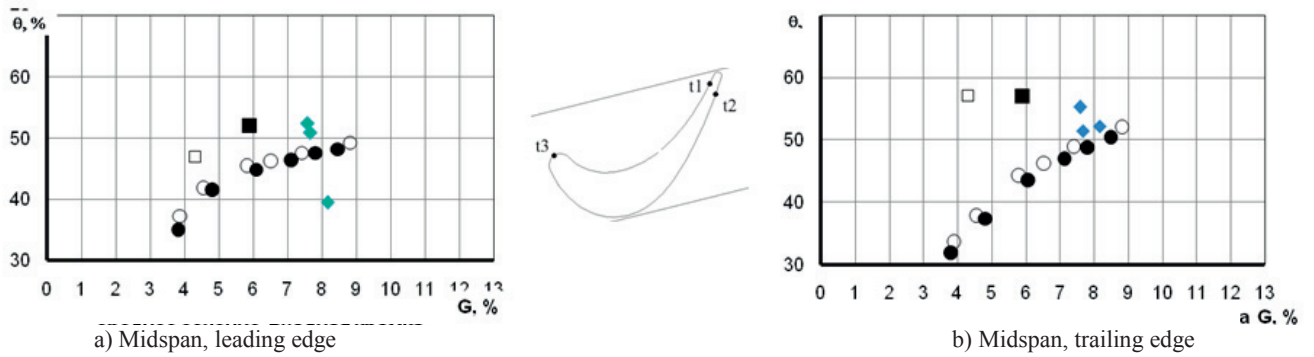 θ, %
60
50
40
30
0 1 2 3 4 5 6 7 8 9 10 11 12 13
G, %
a) Midspan, leading edge
t1
t2
t3
θ,
60
50
40
30
0 1 2 3 4 5 6 7 8 9 10 11 12 13
a G, %
b) Midspan, trailing edge